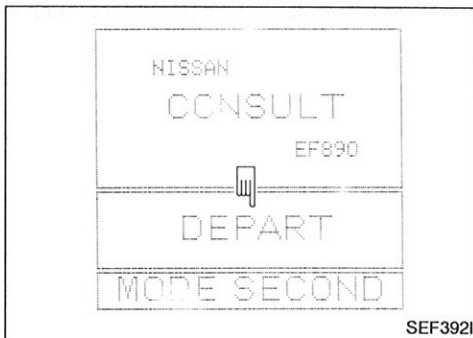 NISSAN
CONSULT
EF890
DEPART
MODE SECOND
SEF392I